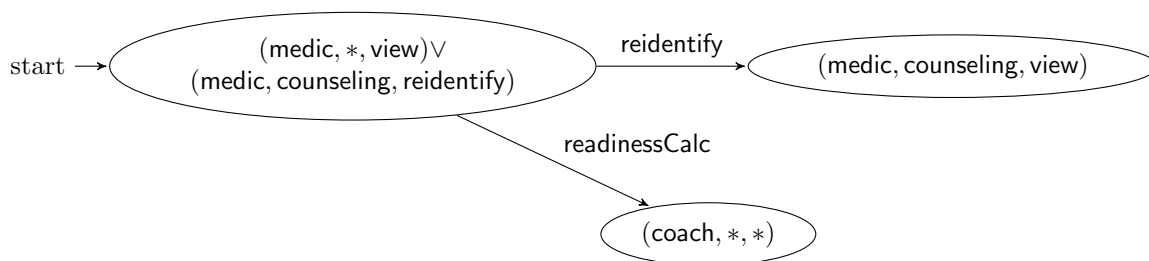 start
(medic, ∗, view)∨
(medic, counseling, reidentify)
reidentify
(medic, counseling, view)
readinessCalc
(coach, ∗, ∗)